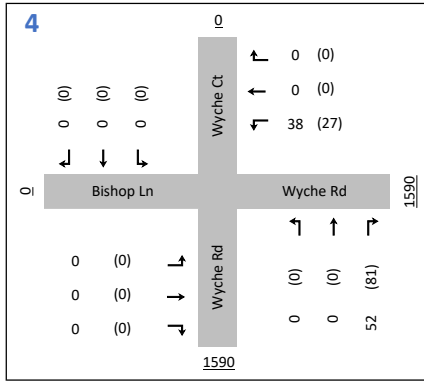 4
0
0 (0)
0 (0)
38 (27)
(0) (0) (0)
0 0 0
Wyche Ct
0
Bishop Ln
Wyche Rd
1590
0 (0)
0 (0)
0 (0)
Wyche Rd
(0) (0) (81)
0 0 52
1590